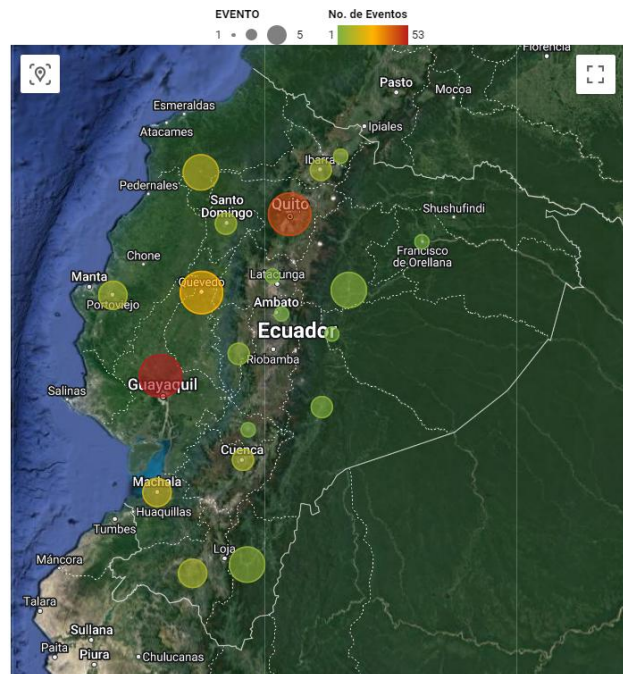 EVENTO
No. de Eventos
1 5
1 53
Florencia
Pasto
Mocoa
Esmeraldas
Atacames
Ipiales
Ibarra
Pedernales
Santo
Domingo
Quito
Shushufindi
Chone
Francisco
de Orellana
Manta
Latacunga
Quevedo
Portoviejo
Ambato
Ecuador
Riobamba
Guayaquil
Salinas
Cuenca
Machala
Huaquillas
Tumbes
Loja
Máncora
Talara
Sullana
Paita
Piura
Chulucanas